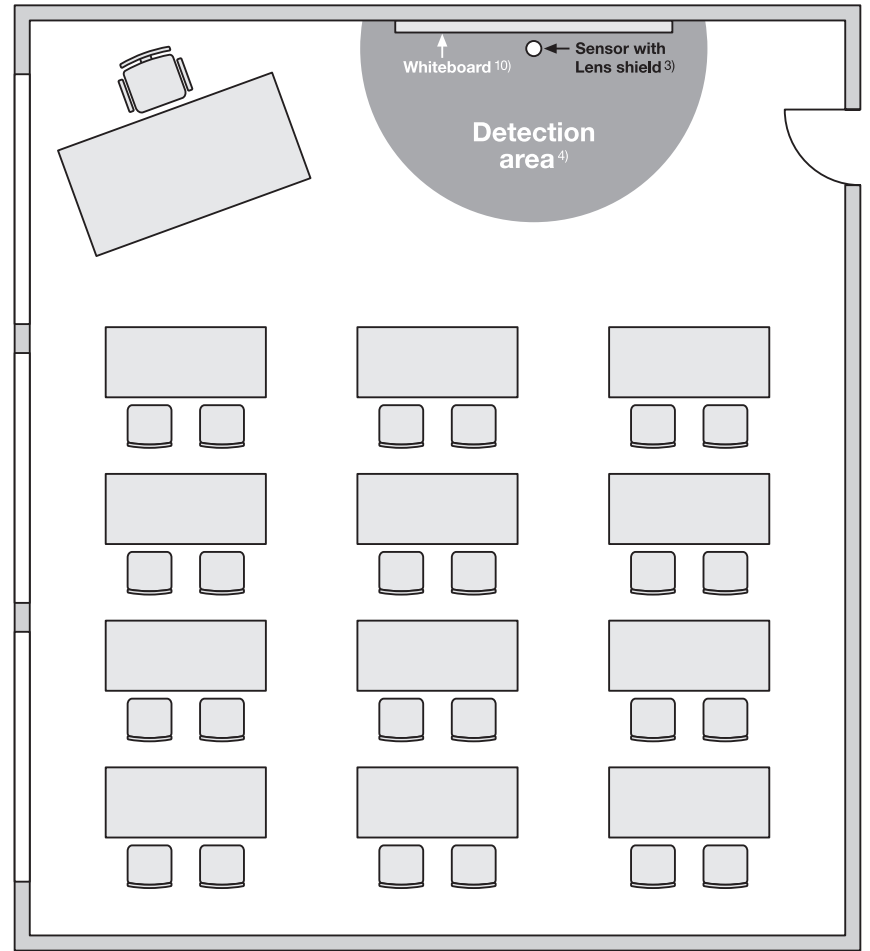 Whiteboard 10)
Sensor with
Lens shield 3)
Detection
area 4)